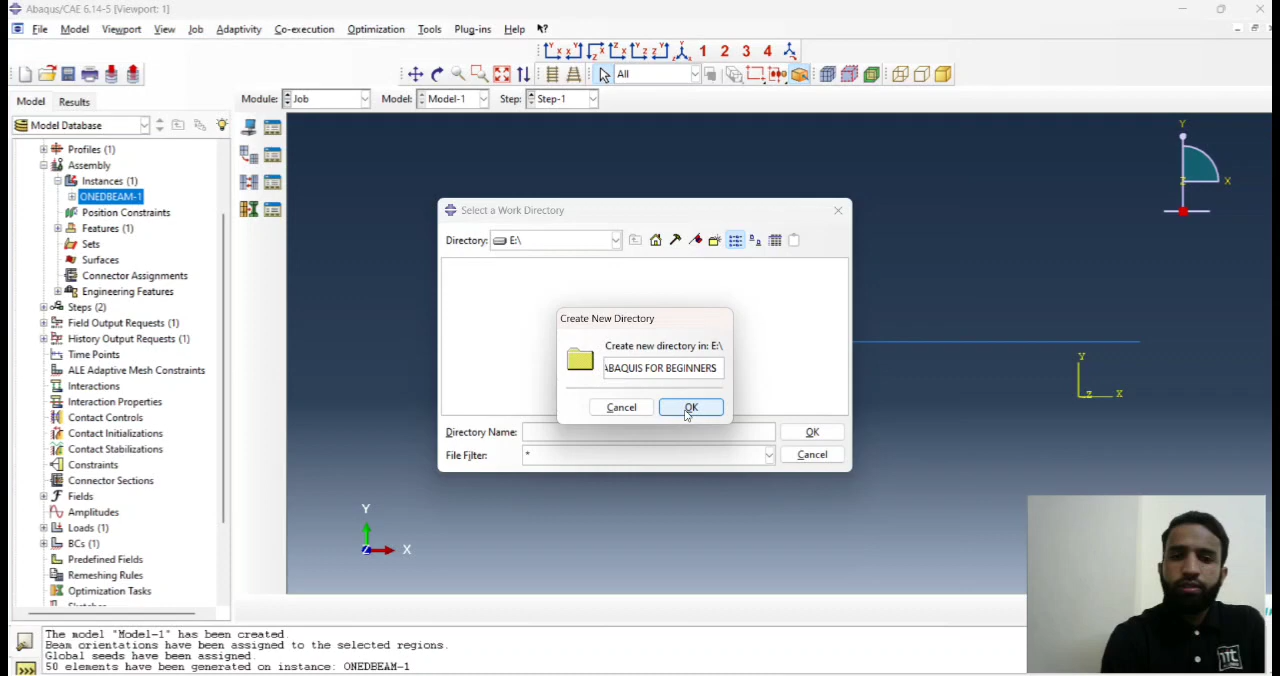 Abaqus/CAE 6.14-5 [Viewport: 1]
File Model Viewport View Job Adaptivity Co-execution Optimization Tools Plug-ins Help
1 2 3 4
All
Model Results
Module: Job Model: Model-1 Step: Step-1
Model Database
Profiles (1)
Assembly
Instances (1)
ONEDBEAM-1
Position Constraints
Features (1)
Sets
Surfaces
Connector Assignments
Engineering Features
Steps (2)
Field Output Requests (1)
History Output Requests (1)
Time Points
ALE Adaptive Mesh Constraints
Interactions
Interaction Properties
Contact Controls
Contact Initializations
Contact Stabilizations
Constraints
Connector Sections
Fields
Amplitudes
Loads (1)
BCs (1)
Predefined Fields
Remeshing Rules
Optimization Tasks
Sketches
Y
Z
X
Select a Work Directory
Directory: E:\
Create New Directory
Create new directory in: E:\
ABAQUIS FOR BEGINNERS
Cancel OK
Directory Name: OK
File Filter: * Cancel
Y
Z
X
Y
Z
X
The model "Model-1" has been created.
Beam orientations have been assigned to the selected regions.
Global seeds have been assigned.
50 elements have been generated on instance: ONEDBEAM-1